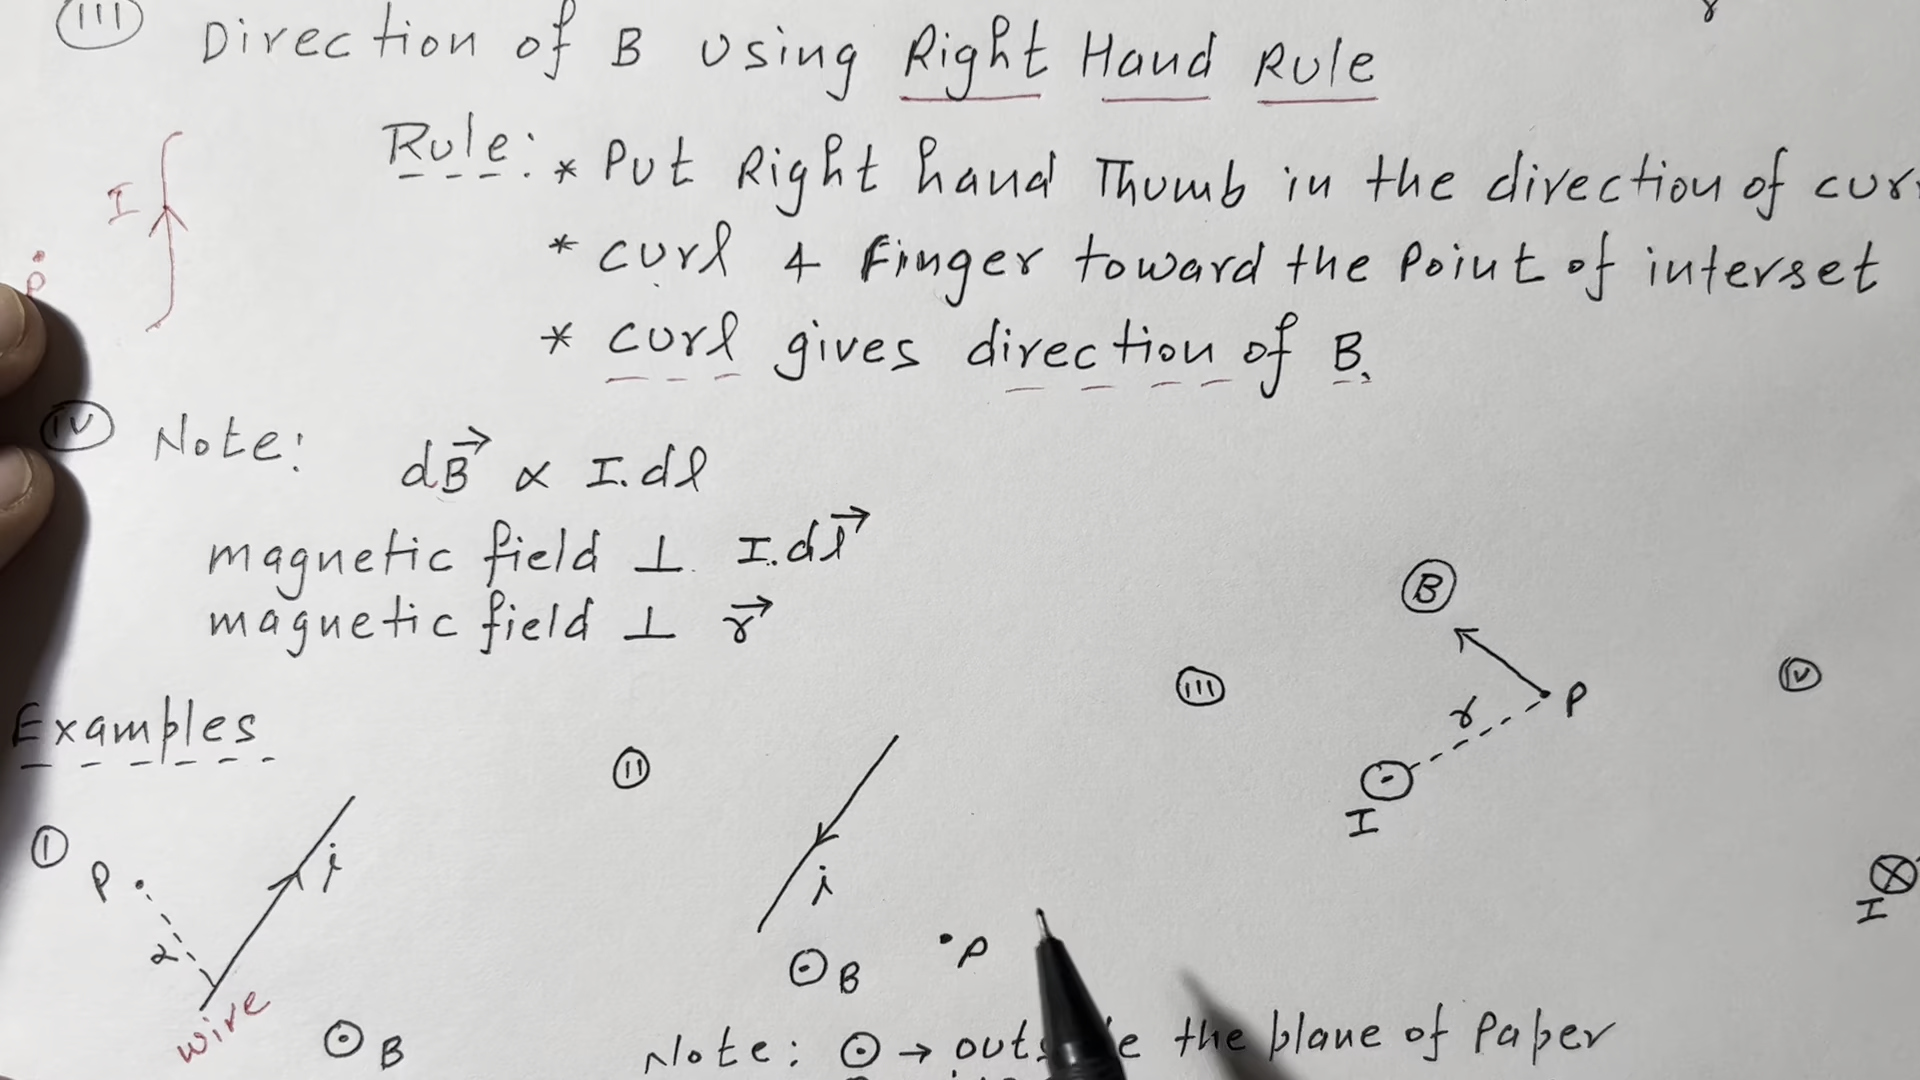 (III) Direction of B using Right Hand Rule
Rule: * Put Right hand Thumb in the direction of
I
* curl 4 Finger toward the Point of interset
P
* curl gives direction of B.
(IV) Note: dB⃗ ∝ I.dl
magnetic field ⊥ I.dl⃗
magnetic field ⊥ r⃗
Examples
(I) P
i
r
wire
⊙ B
(II)
i
⊙ B
.P
(III)
B
r
P
⊙
I
(IV)
⊗
I
Note: ⊙ → the plane of Paper